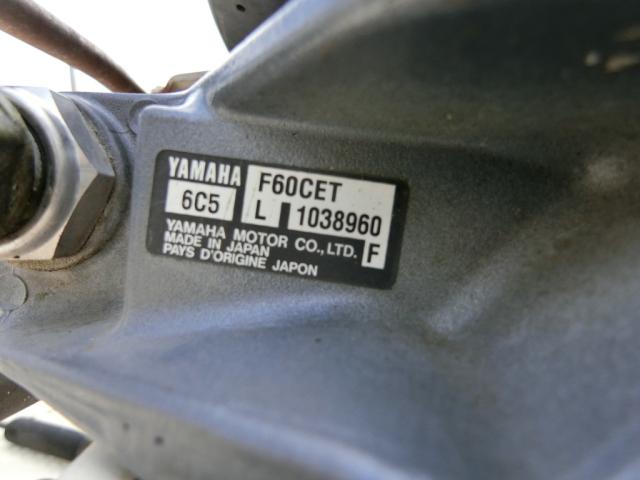 YAMAHA F60CET
6C5 L 1038960
YAMAHA MOTOR CO.,LTD. F
MADE IN JAPAN
PAYS D'ORIGINE JAPON